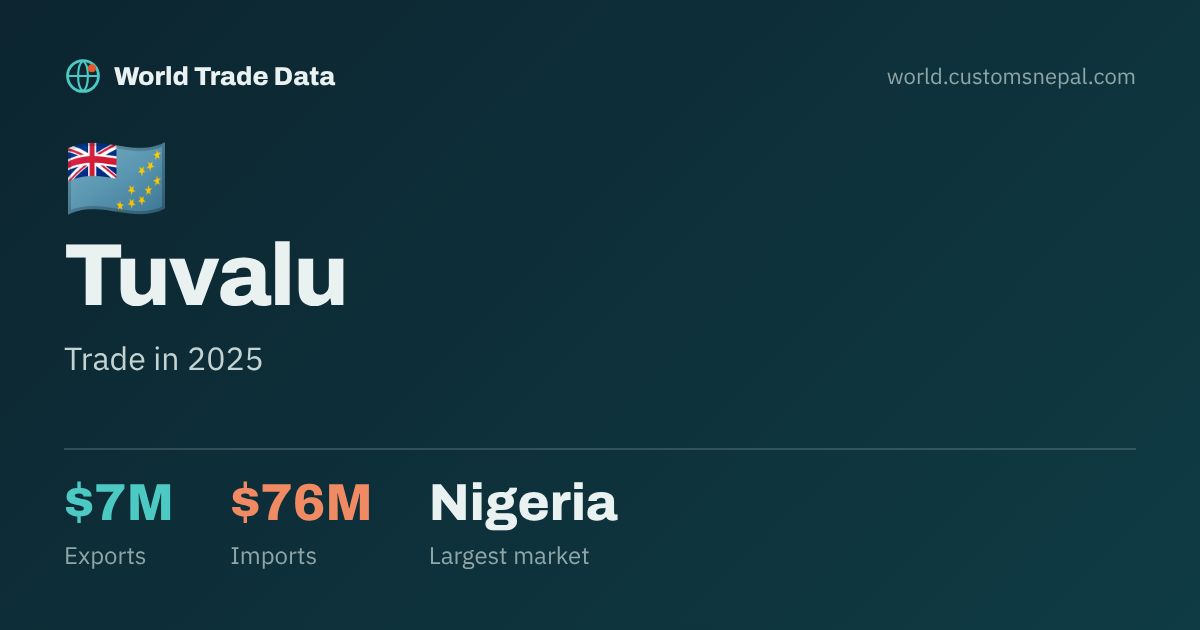 World Trade Data
world.customsnepal.com
Tuvalu
Trade in 2025
$7M
Exports
$76M
Imports
Nigeria
Largest market